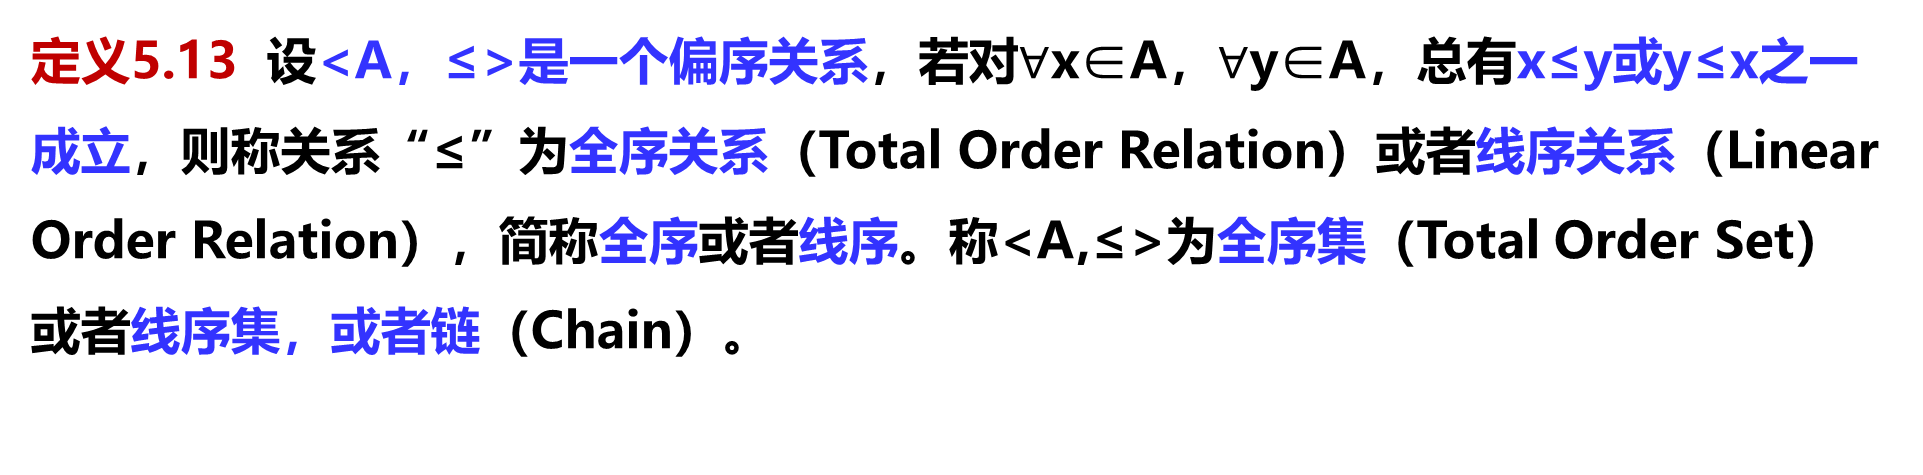 定义5.13 设<A，≤>是一个偏序关系，若对∀x∈A，∀y∈A，总有x≤y或y≤x之一
成立，则称关系“≤”为全序关系（Total Order Relation）或者线序关系（Linear
Order Relation），简称全序或者线序。称<A,≤>为全序集（Total Order Set）
或者线序集，或者链（Chain）。